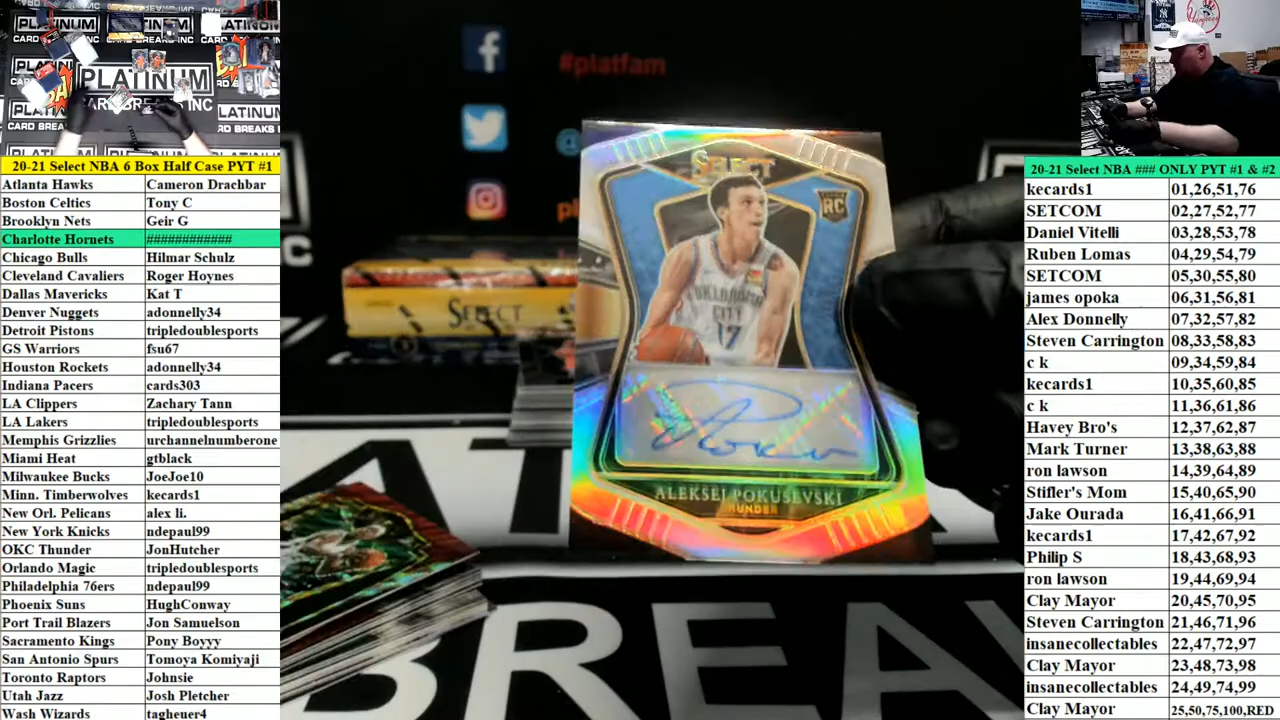 PLATINUM
CARD BREAKS INC
20-21 Select NBA 6 Box Half Case PYT #1
Atlanta Hawks Cameron Drachbar
Boston Celtics Tony C
Brooklyn Nets Geir G
Charlotte Hornets ############
Chicago Bulls Hilmar Schulz
Cleveland Cavaliers Roger Hoynes
Dallas Mavericks Kat T
Denver Nuggets adonnelly34
Detroit Pistons tripledoublesports
GS Warriors fsu67
Houston Rockets adonnelly34
Indiana Pacers cards303
LA Clippers Zachary Tann
LA Lakers tripledoublesports
Memphis Grizzlies urchannelnumberone
Miami Heat gtblack
Milwaukee Bucks JoeJoe10
Minn. Timberwolves kecards1
New Orl. Pelicans alex li.
New York Knicks ndepaul99
OKC Thunder JonHutcher
Orlando Magic tripledoublesports
Philadelphia 76ers ndepaul99
Phoenix Suns HughConway
Port Trail Blazers Jon Samuelson
Sacramento Kings Pony Boyyy
San Antonio Spurs Tomoya Komiyaji
Toronto Raptors Johnsie
Utah Jazz Josh Pletcher
Wash Wizards tagheuer4
#platfam
@
SELECT
SELECT
RC
OKLAHOMA
CITY
17
ALEKSEJ POKUSEVSKI
THUNDER
BREA
20-21 Select NBA ### ONLY PYT #1 & #2
kecards1 01,26,51,76
SETCOM 02,27,52,77
Daniel Vitelli 03,28,53,78
Ruben Lomas 04,29,54,79
SETCOM 05,30,55,80
james opoka 06,31,56,81
Alex Donnelly 07,32,57,82
Steven Carrington 08,33,58,83
c k 09,34,59,84
kecards1 10,35,60,85
c k 11,36,61,86
Havey Bro's 12,37,62,87
Mark Turner 13,38,63,88
ron lawson 14,39,64,89
Stifler's Mom 15,40,65,90
Jake Ourada 16,41,66,91
kecards1 17,42,67,92
Philip S 18,43,68,93
ron lawson 19,44,69,94
Clay Mayor 20,45,70,95
Steven Carrington 21,46,71,96
insanecollectables 22,47,72,97
Clay Mayor 23,48,73,98
insanecollectables 24,49,74,99
Clay Mayor 25,50,75,100,RED